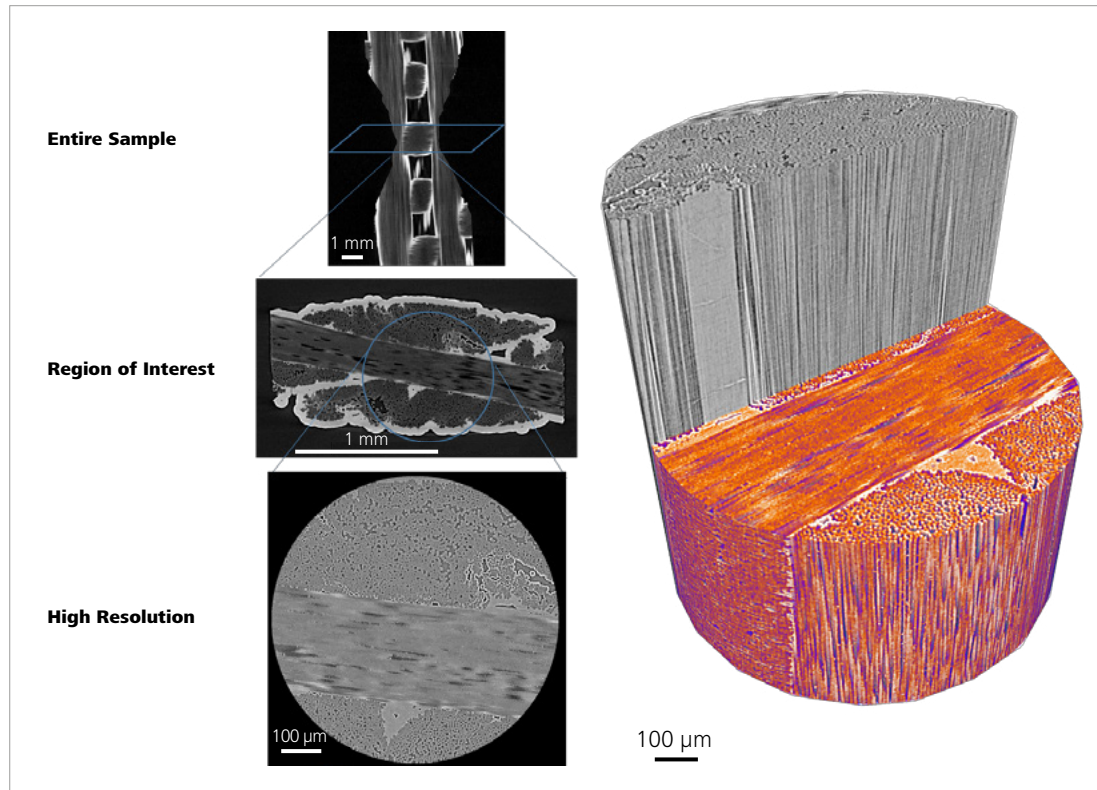 Entire Sample
1 mm
Region of Interest
1 mm
High Resolution
100 µm
100 µm